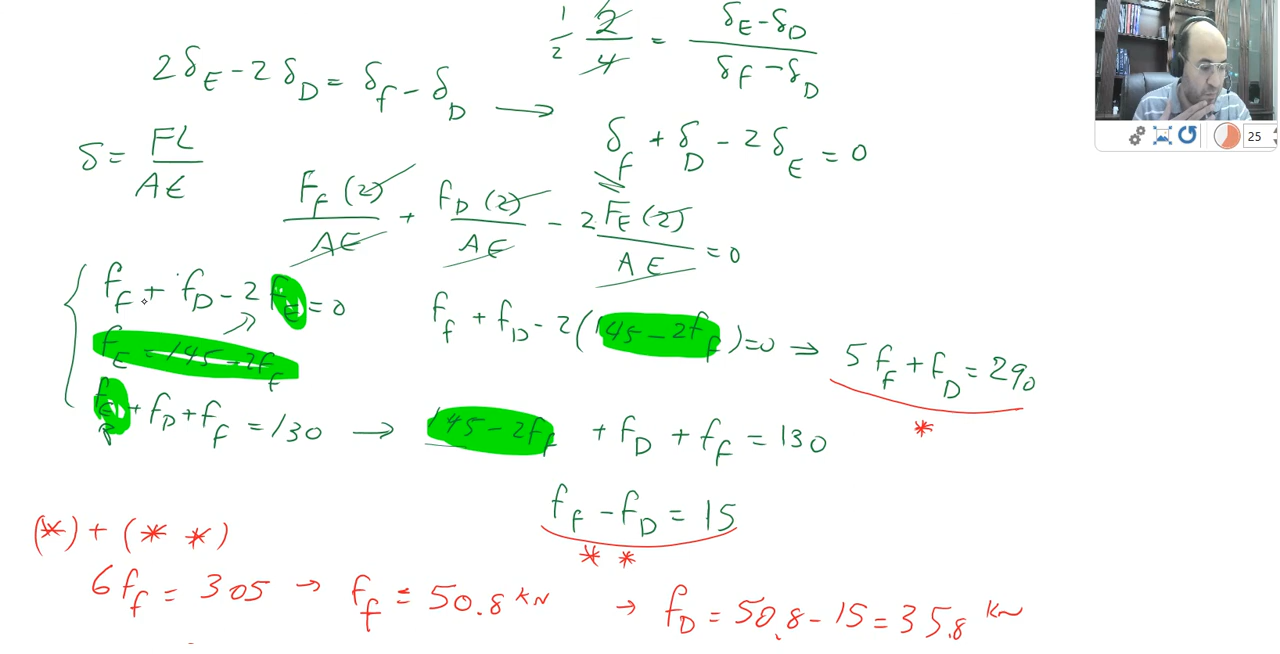 1/2 2/4 = (δE − δD)/(δF − δD)
2δE − 2δD = δF − δD →
δF + δD − 2δE = 0
δ = FL/AE
FF(2)/AE + fD(2)/AE − 2 FE(2)/AE = 0
fF + fD − 2fE = 0
fF + fD − 2(145 − 2fF) = 0 ⇒ 5fF + fD = 290
*
fE = 145 − 2fF
fE + fD + fF = 130 → 145 − 2fF + fD + fF = 130
fF − fD = 15
* *
(*) + (* *)
6fF = 305 → fF = 50.8 KN → fD = 50.8 − 15 = 35.8 KN
25